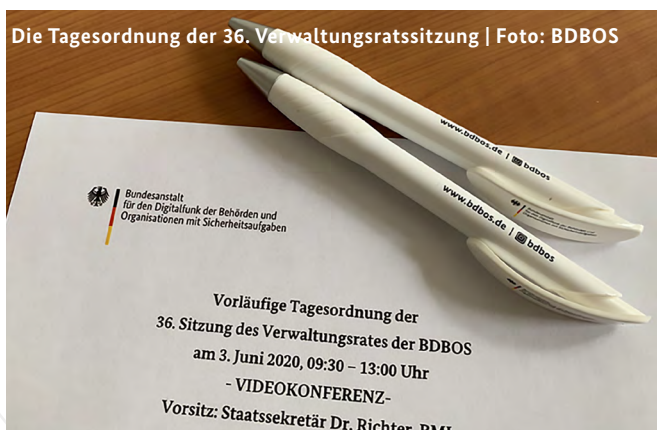 Die Tagesordnung der 36. Verwaltungsratssitzung | Foto: BDBOS
www.bdbos.de | bdbos
www.bdbos.de | bdbos
Bundesanstalt
für den Digitalfunk der Behörden und
Organisationen mit Sicherheitsaufgaben
Vorläufige Tagesordnung der
36. Sitzung des Verwaltungsrates der BDBOS
am 3. Juni 2020, 09:30 – 13:00 Uhr
- VIDEOKONFERENZ-
Vorsitz: Staatssekretär Dr. Richter, BMI